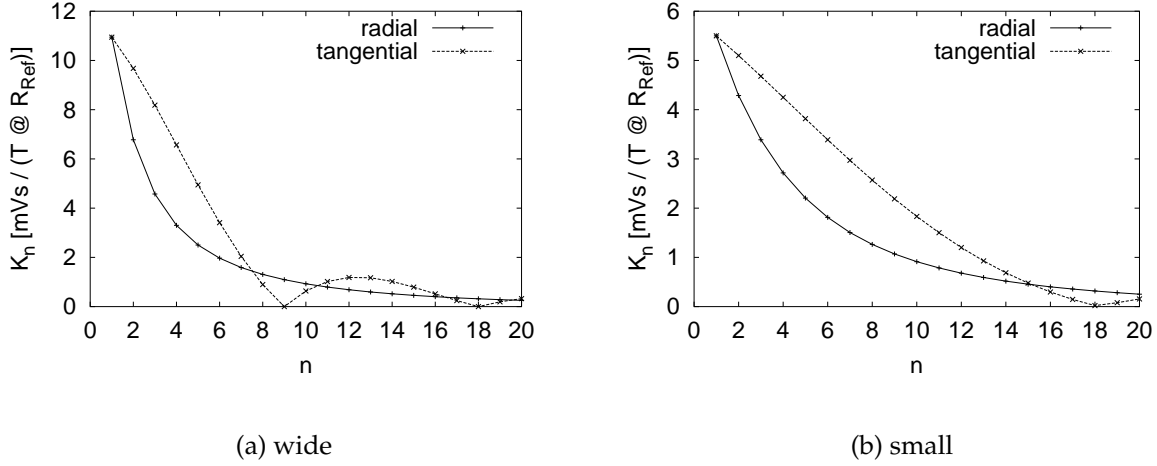 radial
tangential
K_n [mVs / (T @ R_Ref)]
12
10
8
6
4
2
0
0 2 4 6 8 10 12 14 16 18 20
n
(a) wide
radial
tangential
K_n [mVs / (T @ R_Ref)]
6
5
4
3
2
1
0
0 2 4 6 8 10 12 14 16 18 20
n
(b) small